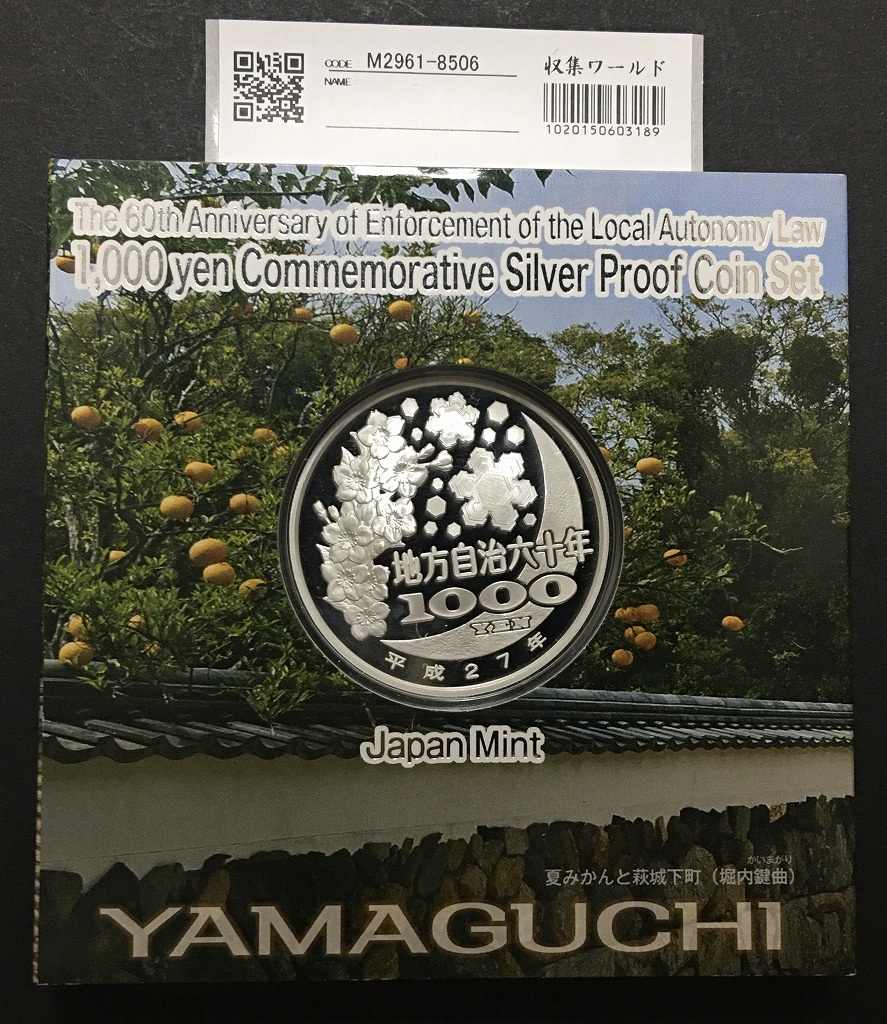 CODE M2961-8506
NAME
収集ワールド
1020150603189
The 60th Anniversary of Enforcement of the Local Autonomy Law
1,000 yen Commemorative Silver Proof Coin Set
地方自治六十年
1000
YEN
平成27年
Japan Mint
かいまがり
夏みかんと萩城下町(堀内鍵曲)
YAMAGUCHI